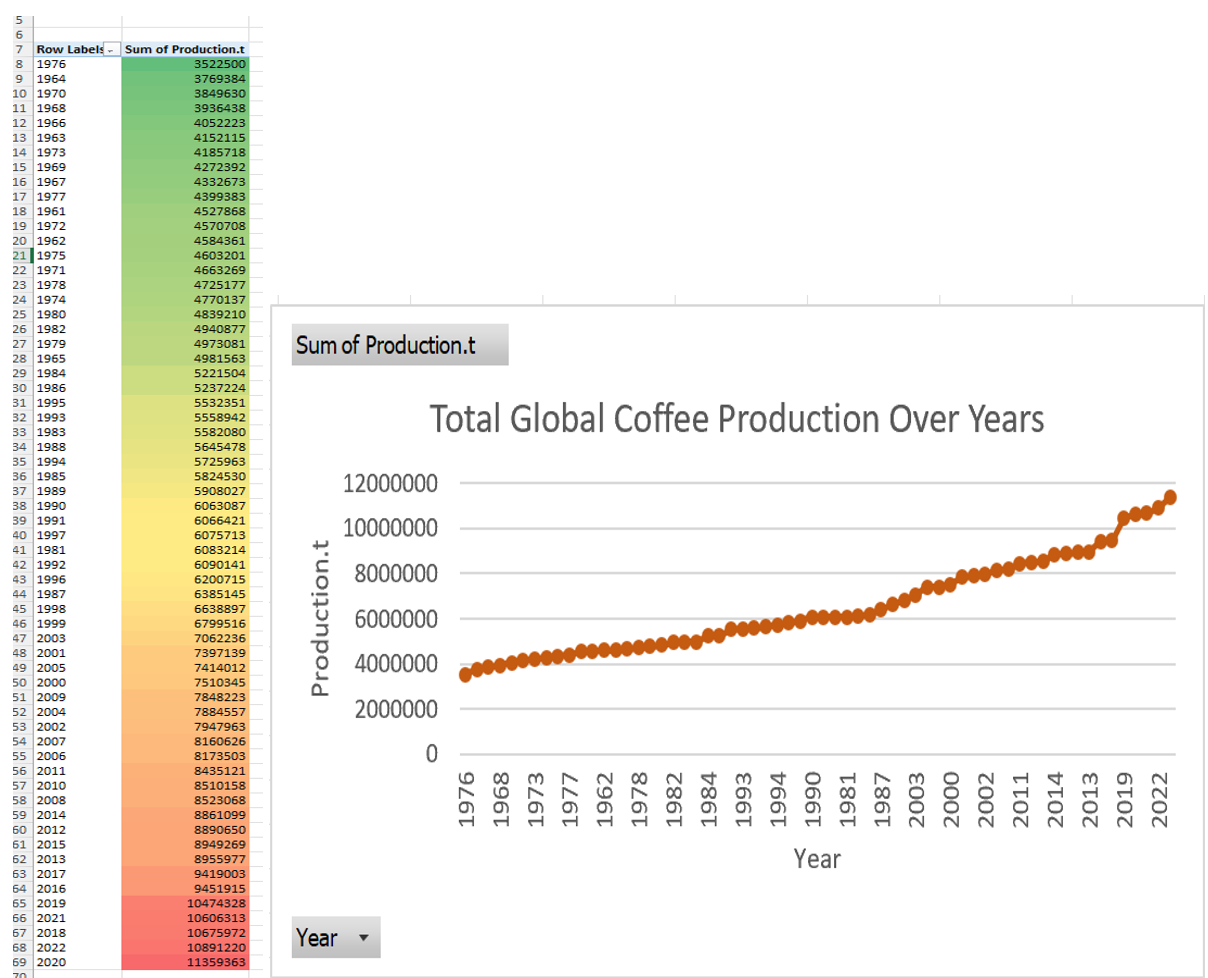 5
6
7 Row Labels Sum of Production.t
8 1976 3522500
9 1964 3769384
10 1970 3849630
11 1968 3936438
12 1966 4052223
13 1963 4152115
14 1973 4185718
15 1969 4272392
16 1967 4332673
17 1977 4399383
18 1961 4527868
19 1972 4570708
20 1962 4584361
21 1975 4603201
22 1971 4663269
23 1978 4725177
24 1974 4770137
25 1980 4839210
26 1982 4940877
27 1979 4973081
28 1965 4981563
29 1984 5221504
30 1986 5237224
31 1995 5532351
32 1993 5558942
33 1983 5582080
34 1988 5645478
35 1994 5725963
36 1985 5824530
37 1989 5908027
38 1990 6063087
39 1991 6066421
40 1997 6075713
41 1981 6083214
42 1992 6090141
43 1996 6200715
44 1987 6385145
45 1998 6638897
46 1999 6799516
47 2003 7062236
48 2001 7397139
49 2005 7414012
50 2000 7510345
51 2009 7848223
52 2004 7884557
53 2002 7947963
54 2007 8160626
55 2006 8173503
56 2011 8435121
57 2010 8510158
58 2008 8523068
59 2014 8861099
60 2012 8890650
61 2015 8949269
62 2013 8955977
63 2017 9419003
64 2016 9451915
65 2019 10474328
66 2021 10606313
67 2018 10675972
68 2022 10891220
69 2020 11359363
70
Sum of Production.t
Total Global Coffee Production Over Years
Production.t
12000000
10000000
8000000
6000000
4000000
2000000
0
1976 1968 1973 1977 1962 1978 1982 1984 1993 1994 1990 1981 1987 2003 2000 2002 2011 2014 2013 2019 2022
Year
Year